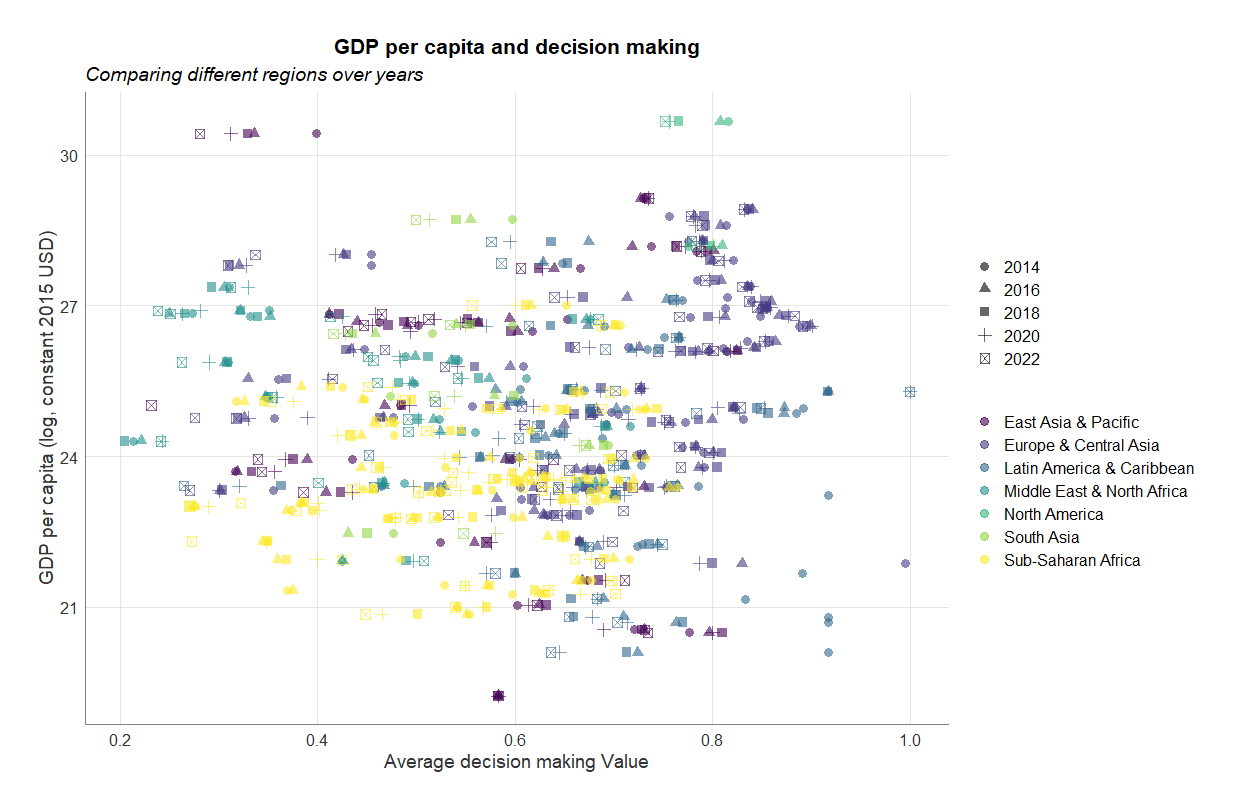 GDP per capita and decision making
Comparing different regions over years
GDP per capita (log, constant 2015 USD)
30
27
24
21
0.2
0.4
0.6
0.8
1.0
Average decision making Value
2014
2016
2018
2020
2022
East Asia & Pacific
Europe & Central Asia
Latin America & Caribbean
Middle East & North Africa
North America
South Asia
Sub-Saharan Africa